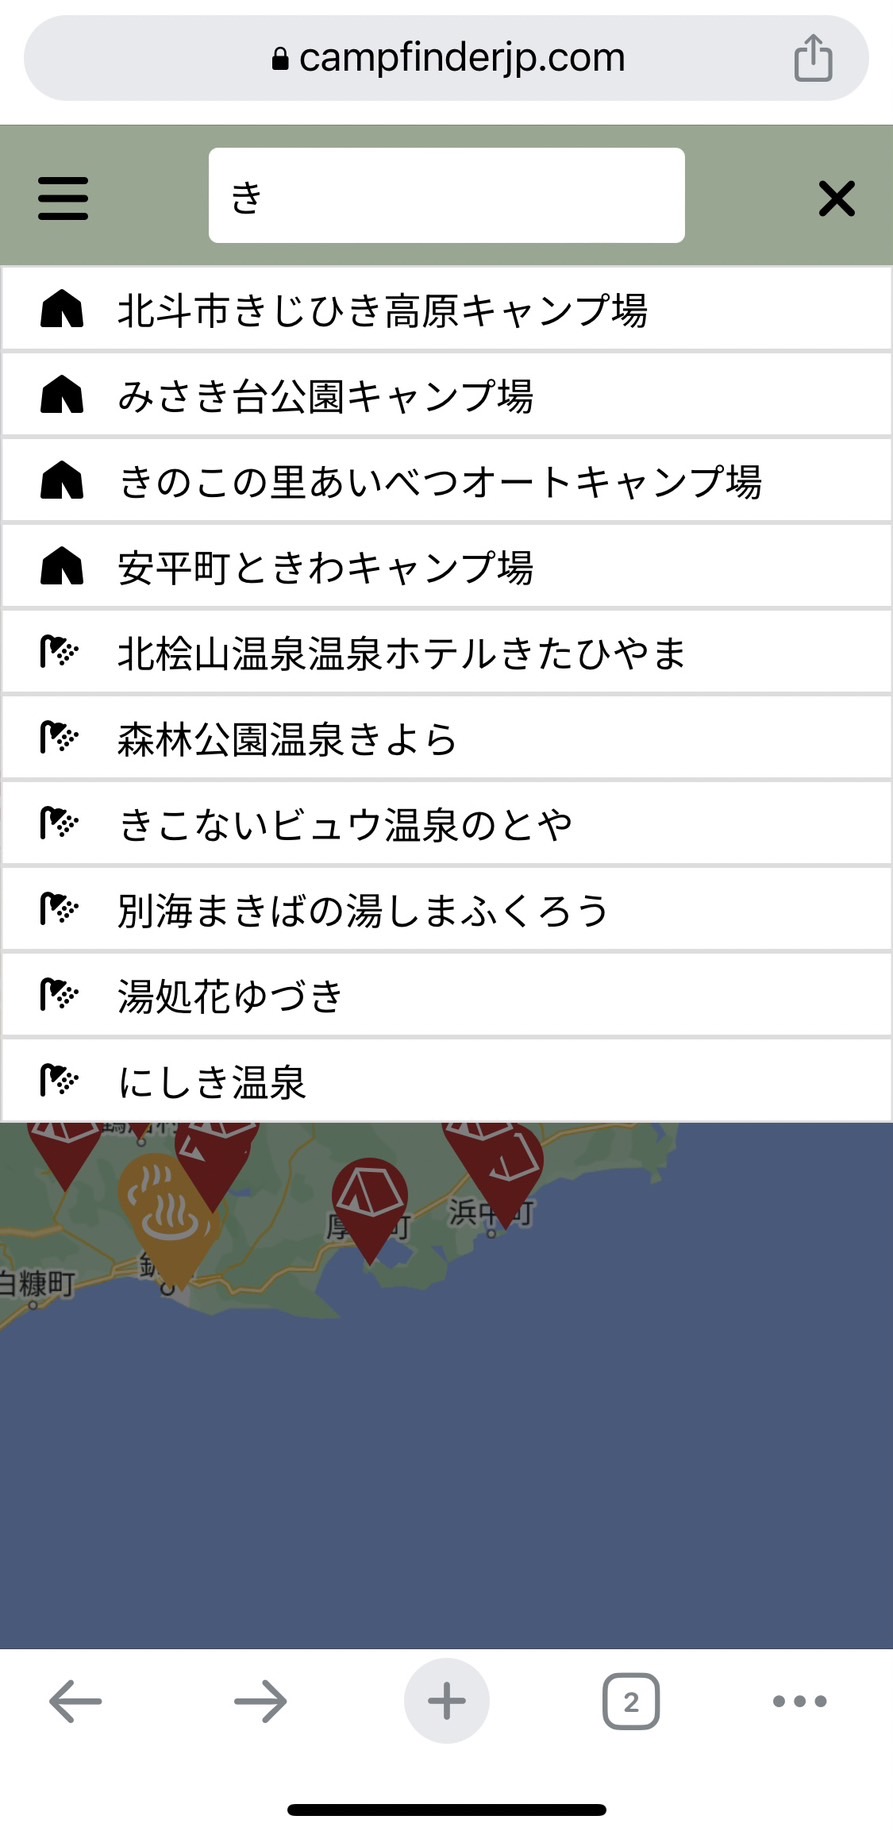 campfinderjp.com
き
北斗市きじひき高原キャンプ場
みさき台公園キャンプ場
きのこの里あいべつオートキャンプ場
安平町ときわキャンプ場
北桧山温泉温泉ホテルきたひやま
森林公園温泉きよら
きこないビュウ温泉のとや
別海まきばの湯しまふくろう
湯処花ゆづき
にしき温泉
浜中町
白糠町
2